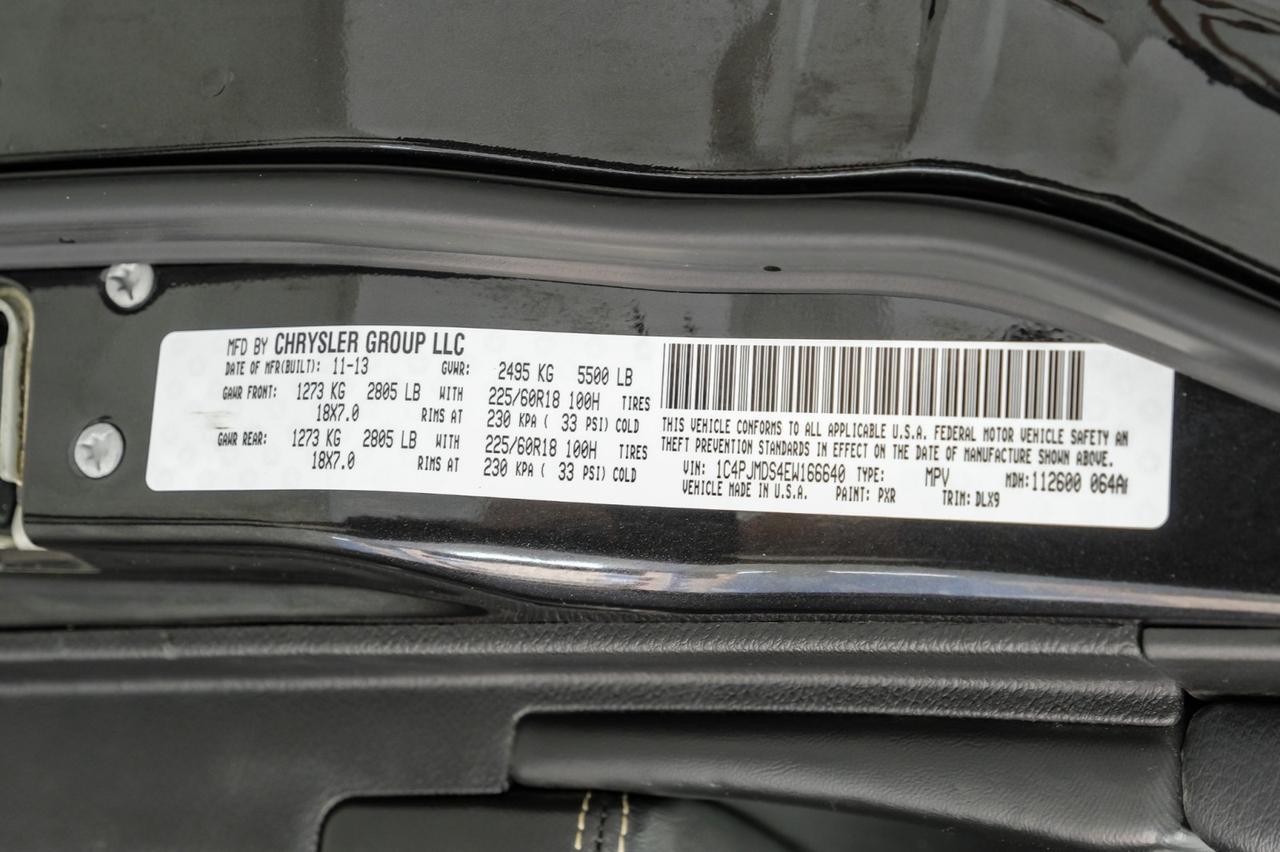 MFD BY CHRYSLER GROUP LLC
DATE OF MFR(BUILT): 11-13 GVWR: 2495 KG 5500 LB
GAWR FRONT: 1273 KG 2805 LB WITH 225/60R18 100H TIRES
18X7.0 RIMS AT 230 KPA ( 33 PSI) COLD
GAWR REAR: 1273 KG 2805 LB WITH 225/60R18 100H TIRES
18X7.0 RIMS AT 230 KPA ( 33 PSI) COLD
THIS VEHICLE CONFORMS TO ALL APPLICABLE U.S.A. FEDERAL MOTOR VEHICLE SAFETY AN
THEFT PREVENTION STANDARDS IN EFFECT ON THE DATE OF MANUFACTURE SHOWN ABOVE.
VIN: 1C4PJMDS4EW166640 TYPE: MPV MDH:112600 064
VEHICLE MADE IN U.S.A. PAINT: PXR TRIM: DLX9